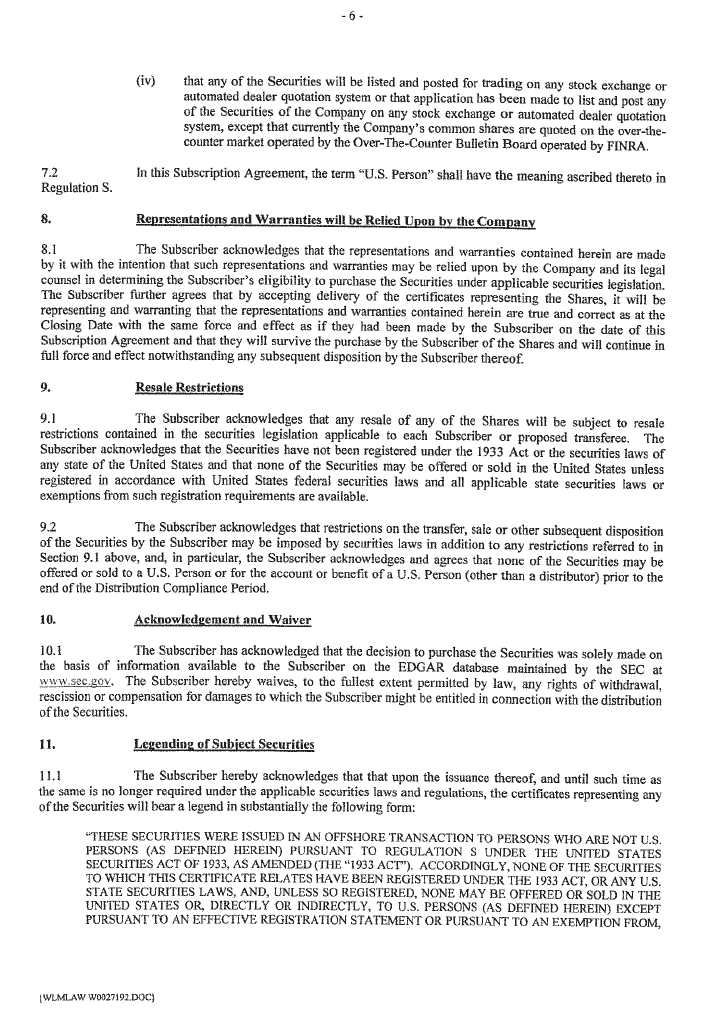 - 6 -
(iv) that any of the Securities will be listed and posted for trading on any stock exchange or
automated dealer quotation system or that application has been made to list and post any
of the Securities of the Company on any stock exchange or automated dealer quotation
system, except that currently the Company's common shares are quoted on the over-the-
counter market operated by the Over-The-Counter Bulletin Board operated by FINRA.
7.2 In this Subscription Agreement, the term “U.S. Person” shall have the meaning ascribed thereto in
Regulation S.
8. Representations and Warranties will be Relied Upon by the Company
8.1 The Subscriber acknowledges that the representations and warranties contained herein are made
by it with the intention that such representations and warranties may be relied upon by the Company and its legal
counsel in determining the Subscriber's eligibility to purchase the Securities under applicable securities legislation.
The Subscriber further agrees that by accepting delivery of the certificates representing the Shares, it will be
representing and warranting that the representations and warranties contained herein are true and correct as at the
Closing Date with the same force and effect as if they had been made by the Subscriber on the date of this
Subscription Agreement and that they will survive the purchase by the Subscriber of the Shares and will continue in
full force and effect notwithstanding any subsequent disposition by the Subscriber thereof.
9. Resale Restrictions
9.1 The Subscriber acknowledges that any resale of any of the Shares will be subject to resale
restrictions contained in the securities legislation applicable to each Subscriber or proposed transferee. The
Subscriber acknowledges that the Securities have not been registered under the 1933 Act or the securities laws of
any state of the United States and that none of the Securities may be offered or sold in the United States unless
registered in accordance with United States federal securities laws and all applicable state securities laws or
exemptions from such registration requirements are available.
9.2 The Subscriber acknowledges that restrictions on the transfer, sale or other subsequent disposition
of the Securities by the Subscriber may be imposed by securities laws in addition to any restrictions referred to in
Section 9.1 above, and, in particular, the Subscriber acknowledges and agrees that none of the Securities may be
offered or sold to a U.S. Person or for the account or benefit of a U.S. Person (other than a distributor) prior to the
end of the Distribution Compliance Period.
10. Acknowledgement and Waiver
10.1 The Subscriber has acknowledged that the decision to purchase the Securities was solely made on
the basis of information available to the Subscriber on the EDGAR database maintained by the SEC at
www.sec.gov. The Subscriber hereby waives, to the fullest extent permitted by law, any rights of withdrawal,
rescission or compensation for damages to which the Subscriber might be entitled in connection with the distribution
of the Securities.
11. Legending of Subject Securities
11.1 The Subscriber hereby acknowledges that that upon the issuance thereof, and until such time as
the same is no longer required under the applicable securities laws and regulations, the certificates representing any
of the Securities will bear a legend in substantially the following form:
“THESE SECURITIES WERE ISSUED IN AN OFFSHORE TRANSACTION TO PERSONS WHO ARE NOT U.S.
PERSONS (AS DEFINED HEREIN) PURSUANT TO REGULATION S UNDER THE UNITED STATES
SECURITIES ACT OF 1933, AS AMENDED (THE “1933 ACT”). ACCORDINGLY, NONE OF THE SECURITIES
TO WHICH THIS CERTIFICATE RELATES HAVE BEEN REGISTERED UNDER THE 1933 ACT, OR ANY U.S.
STATE SECURITIES LAWS, AND, UNLESS SO REGISTERED, NONE MAY BE OFFERED OR SOLD IN THE
UNITED STATES OR, DIRECTLY OR INDIRECTLY, TO U.S. PERSONS (AS DEFINED HEREIN) EXCEPT
PURSUANT TO AN EFFECTIVE REGISTRATION STATEMENT OR PURSUANT TO AN EXEMPTION FROM,
{WLMLAW W0027192.DOC}